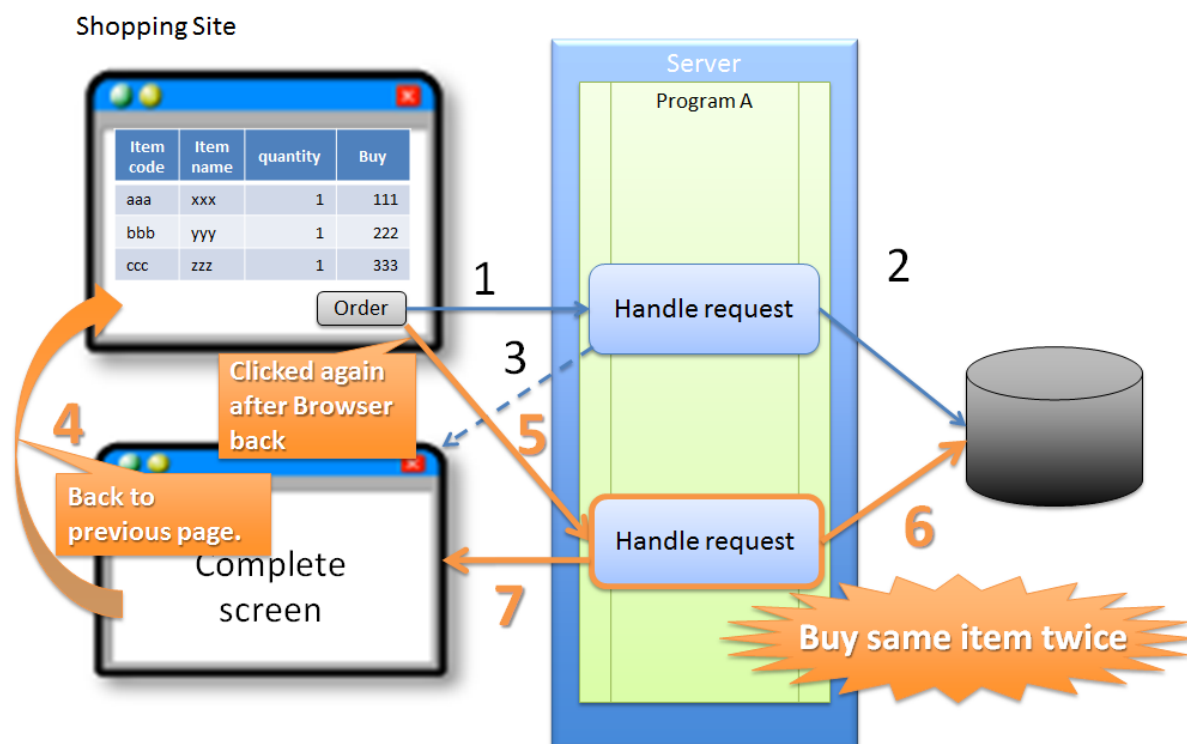 Shopping Site
Server
Program A
Item code
Item name
quantity
Buy
aaa xxx 1 111
bbb yyy 1 222
ccc zzz 1 333
Order
1
Handle request
2
3
Clicked again
after Browser
back
4
5
Back to
previous page.
Complete
screen
Handle request
6
7
Buy same item twice